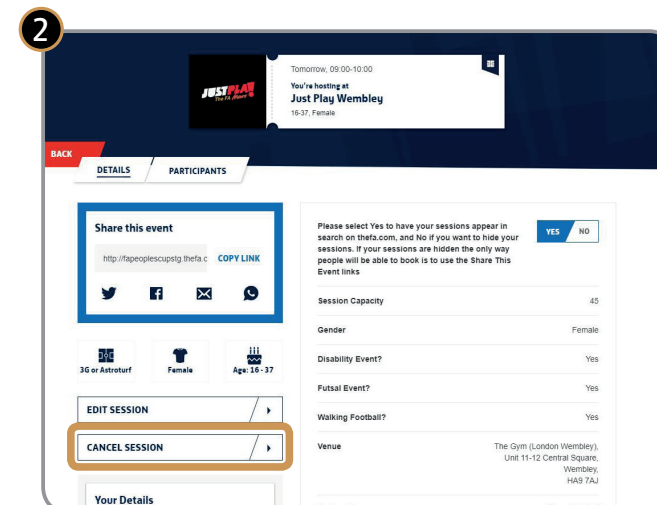 2
Tomorrow, 09:00-10:00
You're hosting at
Just Play Wembley
16-37, Female
JUST PLAY!
The FA
BACK
DETAILS
PARTICIPANTS
Share this event
http://fapeoplescupstg.thefa.c
COPY LINK
3G or Astroturf
Female
Age: 16 - 37
EDIT SESSION
CANCEL SESSION
Your Details
Please select Yes to have your sessions appear in
search on thefa.com, and No if you want to hide your
sessions. If your sessions are hidden the only way
people will be able to book is to use the Share This
Event links
YES
NO
Session Capacity 45
Gender Female
Disability Event? Yes
Futsal Event? Yes
Walking Football? Yes
Venue The Gym (London Wembley),
Unit 11-12 Central Square,
Wembley,
HA9 7AJ